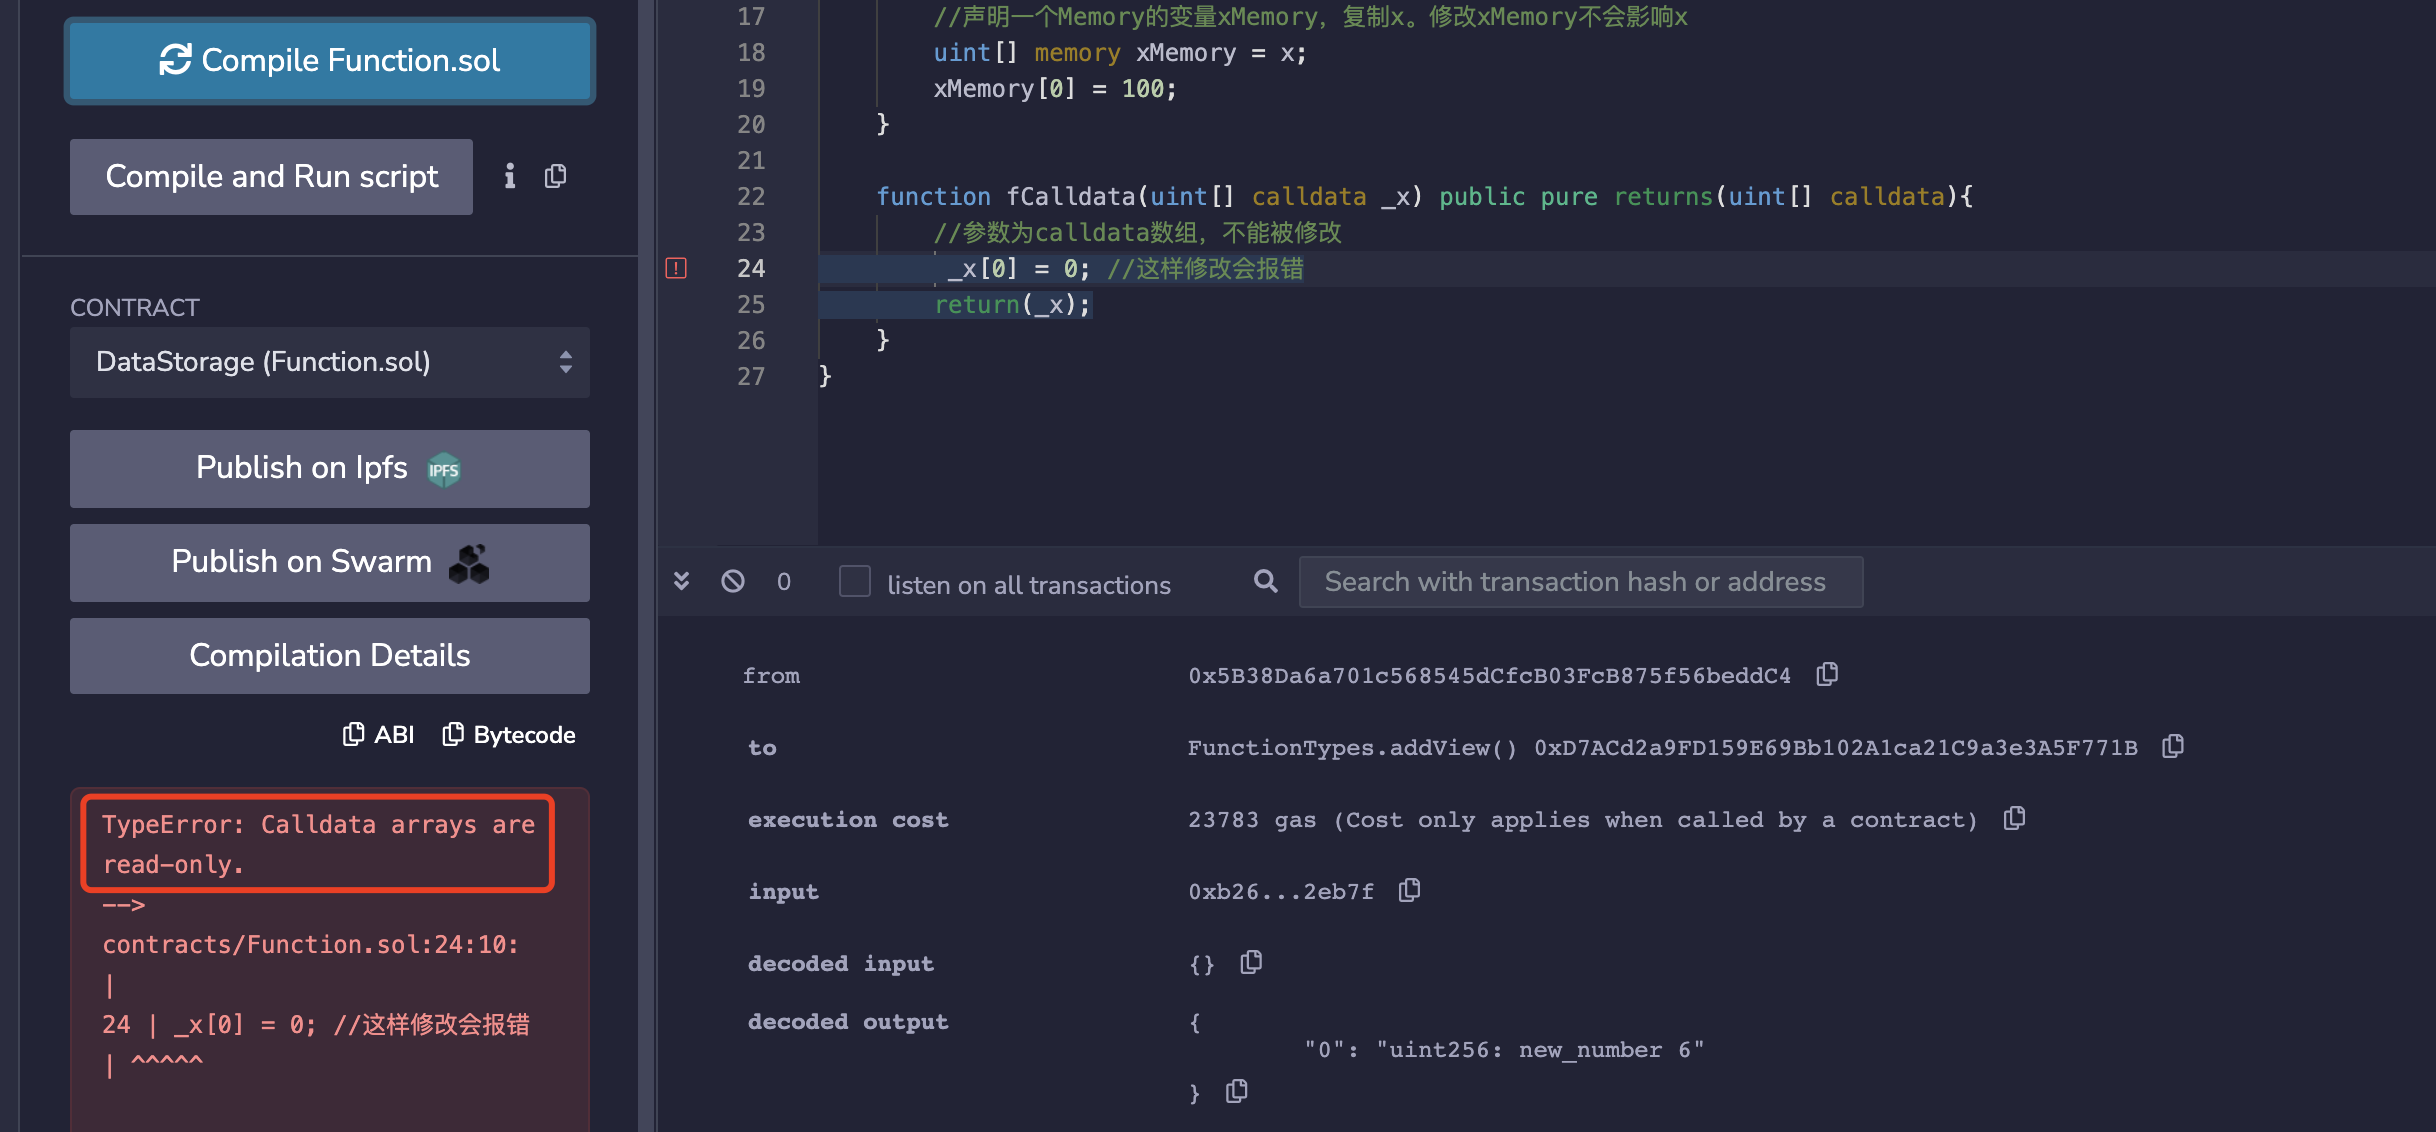 Compile Function.sol
Compile and Run script
CONTRACT
DataStorage (Function.sol)
Publish on Ipfs IPFS
Publish on Swarm
Compilation Details
ABI Bytecode
TypeError: Calldata arrays are
read-only.
-->
contracts/Function.sol:24:10:
|
24 | _x[0] = 0; //这样修改会报错
| ^^^^^
17 //声明一个Memory的变量xMemory，复制x。修改xMemory不会影响x
18 uint[] memory xMemory = x;
19 xMemory[0] = 100;
20 }
21
22 function fCalldata(uint[] calldata _x) public pure returns(uint[] calldata){
23 //参数为calldata数组，不能被修改
24 _x[0] = 0; //这样修改会报错
25 return(_x);
26 }
27 }
0 listen on all transactions Search with transaction hash or address
from 0x5B38Da6a701c568545dCfcB03FcB875f56beddC4
to FunctionTypes.addView() 0xD7ACd2a9FD159E69Bb102A1ca21C9a3e3A5F771B
execution cost 23783 gas (Cost only applies when called by a contract)
input 0xb26...2eb7f
decoded input {}
decoded output {
"0": "uint256: new_number 6"
}